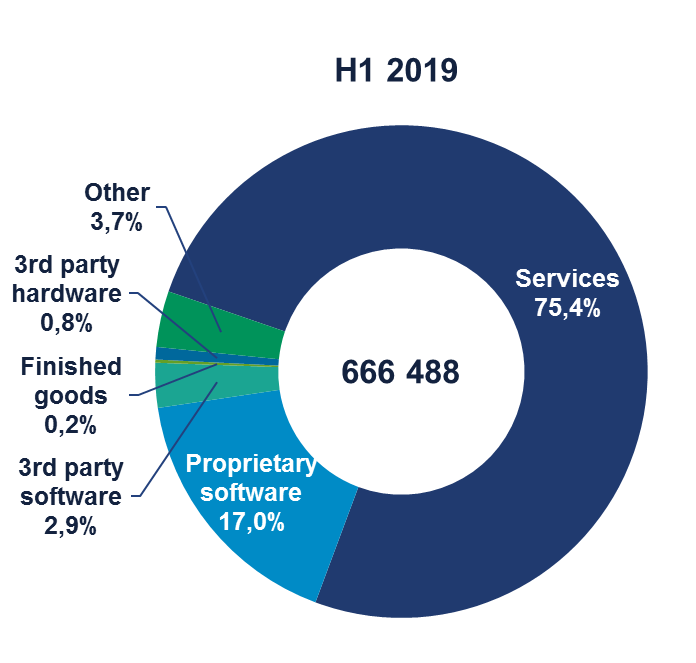 H1 2019
Other
3,7%
3rd party
hardware
0,8%
Finished
goods
0,2%
3rd party
software
2,9%
Proprietary
software
17,0%
Services
75,4%
666 488